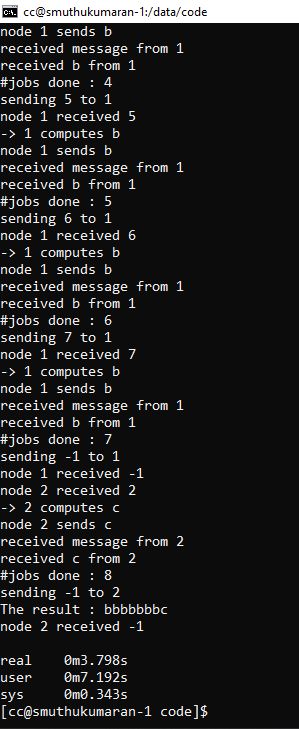 cc@smuthukumaran-1:/data/code
node 1 sends b
received message from 1
received b from 1
#jobs done : 4
sending 5 to 1
node 1 received 5
-> 1 computes b
node 1 sends b
received message from 1
received b from 1
#jobs done : 5
sending 6 to 1
node 1 received 6
-> 1 computes b
node 1 sends b
received message from 1
received b from 1
#jobs done : 6
sending 7 to 1
node 1 received 7
-> 1 computes b
node 1 sends b
received message from 1
received b from 1
#jobs done : 7
sending -1 to 1
node 1 received -1
node 2 received 2
-> 2 computes c
node 2 sends c
received message from 2
received c from 2
#jobs done : 8
sending -1 to 2
The result : bbbbbbbc
node 2 received -1
real 0m3.798s
user 0m7.192s
sys 0m0.343s
[cc@smuthukumaran-1 code]$